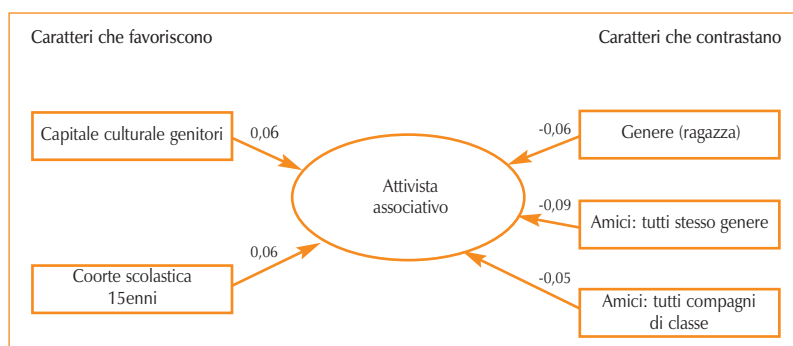 Caratteri che favoriscono
Caratteri che contrastano
Capitale culturale genitori
0,06
-0,06
Genere (ragazza)
Attivista
associativo
-0,09
Amici: tutti stesso genere
Coorte scolastica
15enni
0,06
-0,05
Amici: tutti compagni
di classe